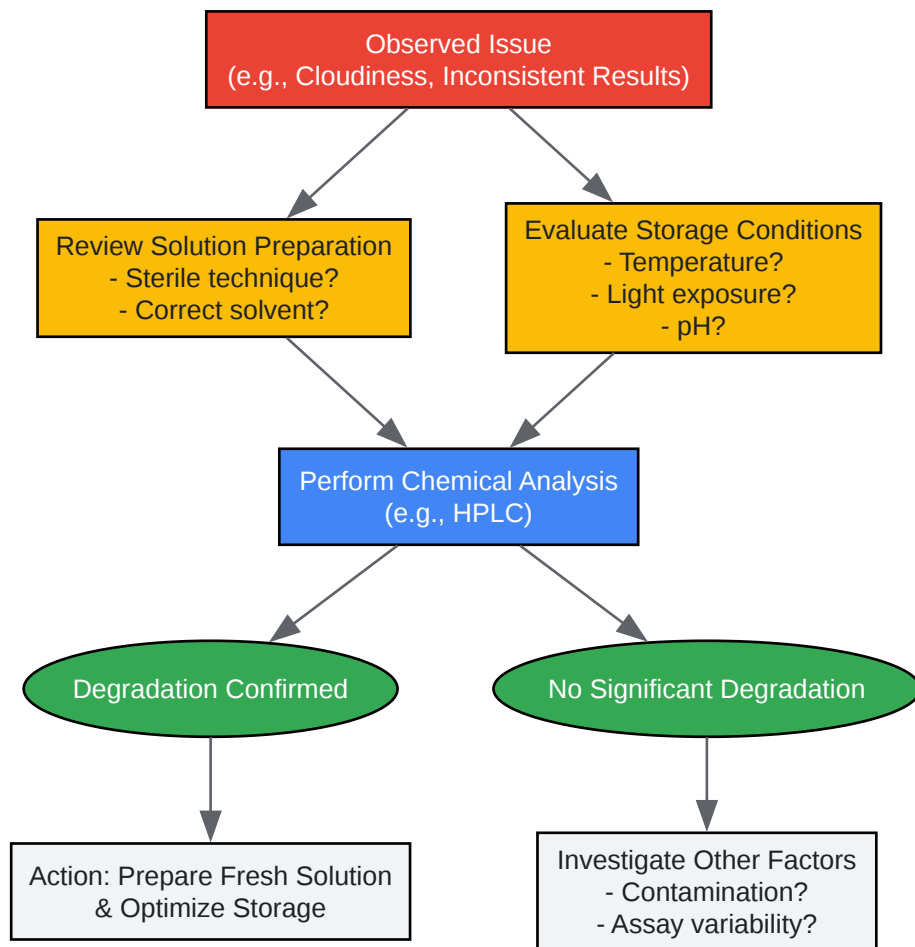 Observed Issue
(e.g., Cloudiness, Inconsistent Results)
Review Solution Preparation
- Sterile technique?
- Correct solvent?
Evaluate Storage Conditions
- Temperature?
- Light exposure?
- pH?
Perform Chemical Analysis
(e.g., HPLC)
Degradation Confirmed
No Significant Degradation
Action: Prepare Fresh Solution
& Optimize Storage
Investigate Other Factors
- Contamination?
- Assay variability?